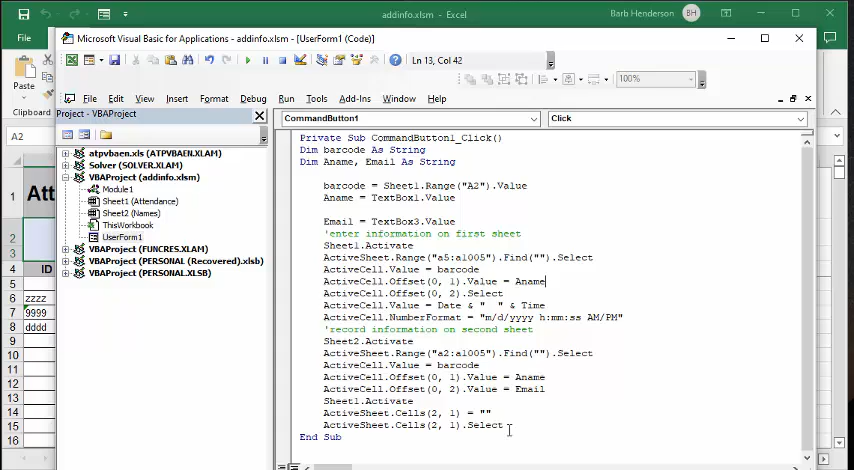 addinfo.xlsm - Excel
Barb Henderson
BH
File
Paste
Clipboard
A2
Microsoft Visual Basic for Applications - addinfo.xlsm - [UserForm1 (Code)]
Ln 13, Col 42
100%
File Edit View Insert Format Debug Run Tools Add-Ins Window Help
Project - VBAProject
atpvbaen.xls (ATPVBAEN.XLAM)
Solver (SOLVER.XLAM)
VBAProject (addinfo.xlsm)
Module1
Sheet1 (Attendance)
Sheet2 (Names)
ThisWorkbook
UserForm1
VBAProject (FUNCRES.XLAM)
VBAProject (PERSONAL (Recovered).xlsb)
VBAProject (PERSONAL.XLSB)
CommandButton1
Click
Private Sub CommandButton1_Click()
Dim barcode As String
Dim Aname, Email As String
barcode = Sheet1.Range("A2").Value
Aname = TextBox1.Value
Email = TextBox3.Value
'enter information on first sheet
Sheet1.Activate
ActiveSheet.Range("a5:a1005").Find("").Select
ActiveCell.Value = barcode
ActiveCell.Offset(0, 1).Value = Aname
ActiveCell.Offset(0, 2).Select
ActiveCell.Value = Date & "  " & Time
ActiveCell.NumberFormat = "m/d/yyyy h:mm:ss AM/PM"
'record information on second sheet
Sheet2.Activate
ActiveSheet.Range("a2:a1005").Find("").Select
ActiveCell.Value = barcode
ActiveCell.Offset(0, 1).Value = Aname
ActiveCell.Offset(0, 2).Value = Email
Sheet1.Activate
ActiveSheet.Cells(2, 1) = ""
ActiveSheet.Cells(2, 1).Select
End Sub
1 Att
2
3
4 ID
5
6 zzzz
7 9999
8 dddd
9
10
11
12
13
14
15
16